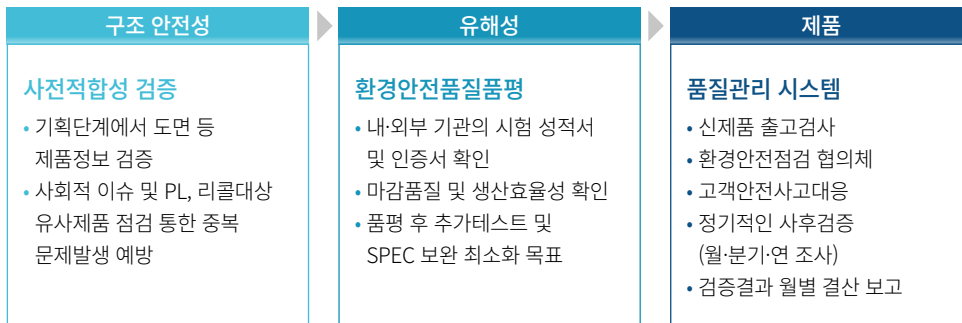 구조 안전성
사전적합성 검증
• 기획단계에서 도면 등
제품정보 검증
• 사회적 이슈 및 PL, 리콜대상
유사제품 점검 통한 중복
문제발생 예방
유해성
환경안전품질품평
• 내·외부 기관의 시험 성적서
및 인증서 확인
• 마감품질 및 생산효율성 확인
• 품평 후 추가테스트 및
SPEC 보완 최소화 목표
제품
품질관리 시스템
• 신제품 출고검사
• 환경안전점검 협의체
• 고객안전사고대응
• 정기적인 사후검증
(월·분기·연 조사)
• 검증결과 월별 결산 보고